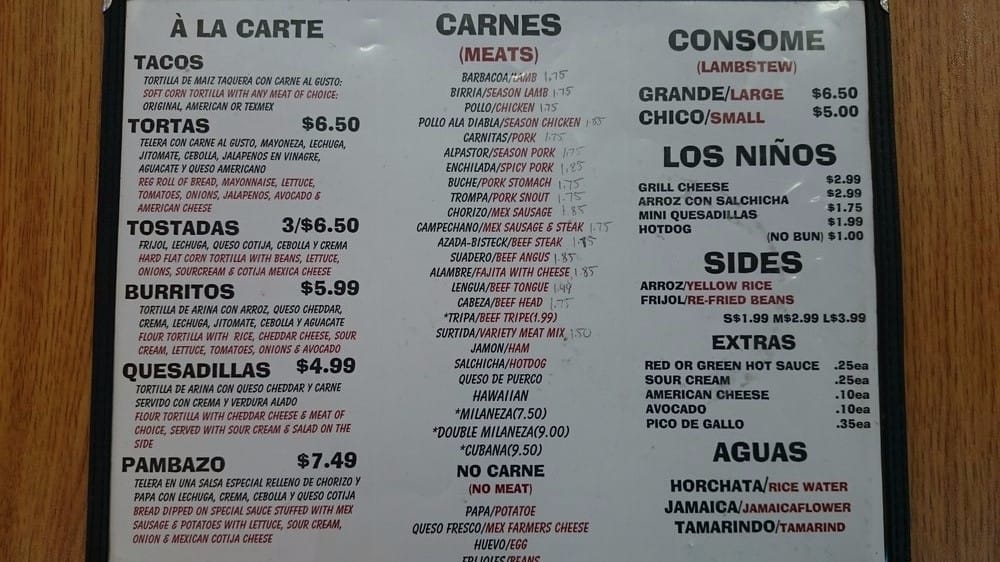 À LA CARTE
TACOS
TORTILLA DE MAIZ TAQUERA CON CARNE AL GUSTO:
SOFT CORN TORTILLA WITH ANY MEAT OF CHOICE:
ORIGINAL, AMERICAN OR TEXMEX
TORTAS $6.50
TELERA CON CARNE AL GUSTO, MAYONEZA, LECHUGA,
JITOMATE, CEBOLLA, JALAPENOS EN VINAGRE,
AGUACATE Y QUESO AMERICANO
REG ROLL OF BREAD, MAYONNAISE, LETTUCE,
TOMATOES, ONIONS, JALAPENOS, AVOCADO &
AMERICAN CHEESE
TOSTADAS 3/$6.50
FRIJOL, LECHUGA, QUESO COTIJA, CEBOLLA Y CREMA
HARD FLAT CORN TORTILLA WITH BEANS, LETTUCE,
ONIONS, SOURCREAM & COTIJA MEXICA CHEESE
BURRITOS $5.99
TORTILLA DE ARINA CON ARROZ, QUESO CHEDDAR,
CREMA, LECHUGA, JITOMATE, CEBOLLA Y AGUACATE
FLOUR TORTILLA WITH RICE, CHEDDAR CHEESE, SOUR
CREAM, LETTUCE, TOMATOES, ONIONS & AVOCADO
QUESADILLAS $4.99
TORTILLA DE ARINA CON QUESO CHEDDAR Y CARNE
SERVIDO CON CREMA Y VERDURA ALADO
FLOUR TORTILLA WITH CHEDDAR CHEESE & MEAT OF
CHOICE, SERVED WITH SOUR CREAM & SALAD ON THE
SIDE
PAMBAZO $7.49
TELERA EN UNA SALSA ESPECIAL RELLENO DE CHORIZO Y
PAPA CON LECHUGA, CREMA, CEBOLLA Y QUESO COTIJA
BREAD DIPPED ON SPECIAL SAUCE STUFFED WITH MEX
SAUSAGE & POTATOES WITH LETTUCE, SOUR CREAM,
ONION & MEXICAN COTIJA CHEESE
CARNES
(MEATS)
BARBACOA/LAMB 1.75
BIRRIA/SEASON LAMB 1.75
POLLO/CHICKEN 1.75
POLLO ALA DIABLA/SEASON CHICKEN 1.85
CARNITAS/PORK 1.75
ALPASTOR/SEASON PORK 1.75
ENCHILADA/SPICY PORK 1.85
BUCHE/PORK STOMACH 1.75
TROMPA/PORK SNOUT 1.75
CHORIZO/MEX SAUSAGE 1.85
CAMPECHANO/MEX SAUSAGE & STEAK 1.75
AZADA-BISTECK/BEEF STEAK
SUADERO/BEEF ANGUS 1.85
ALAMBRE/FAJITA WITH CHEESE 1.85
LENGUA/BEEF TONGUE 1.99
CABEZA/BEEF HEAD 1.75
*TRIPA/BEEF TRIPE(1.99)
SURTIDA/VARIETY MEAT MIX 1.50
JAMON/HAM
SALCHICHA/HOTDOG
QUESO DE PUERCO
HAWAIIAN
*MILANEZA(7.50)
*DOUBLE MILANEZA(9.00)
*CUBANA(9.50)
NO CARNE
(NO MEAT)
PAPA/POTATOE
QUESO FRESCO/MEX FARMERS CHEESE
HUEVO/EGG
FRIJOLES/BEANS
CONSOME
(LAMBSTEW)
GRANDE/LARGE $6.50
CHICO/SMALL $5.00
LOS NIÑOS
GRILL CHEESE $2.99
ARROZ CON SALCHICHA $2.99
MINI QUESADILLAS $1.75
HOTDOG $1.99
(NO BUN) $1.00
SIDES
ARROZ/YELLOW RICE
FRIJOL/RE-FRIED BEANS
S$1.99 M$2.99 L$3.99
EXTRAS
RED OR GREEN HOT SAUCE .25ea
SOUR CREAM .25ea
AMERICAN CHEESE .10ea
AVOCADO .10ea
PICO DE GALLO .35ea
AGUAS
HORCHATA/RICE WATER
JAMAICA/JAMAICAFLOWER
TAMARINDO/TAMARIND